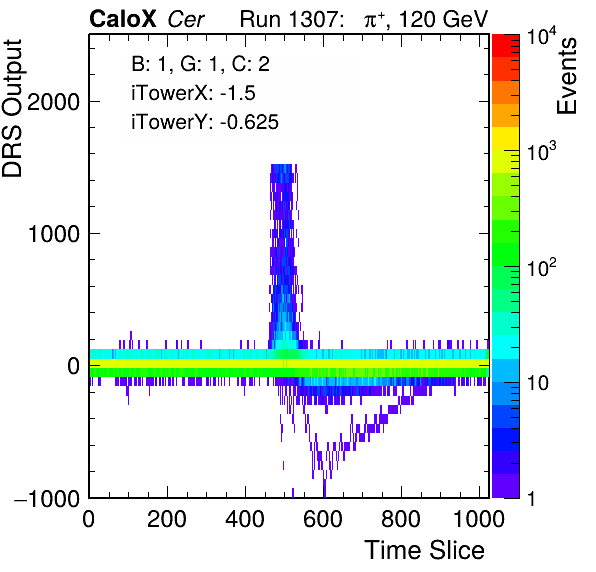 CaloX Cer Run 1307: π⁺, 120 GeV
B: 1, G: 1, C: 2
iTowerX: -1.5
iTowerY: -0.625
DRS Output
2000
1000
0
−1000
0 200 400 600 800 1000
Time Slice
Events
10⁴
10³
10²
10
1